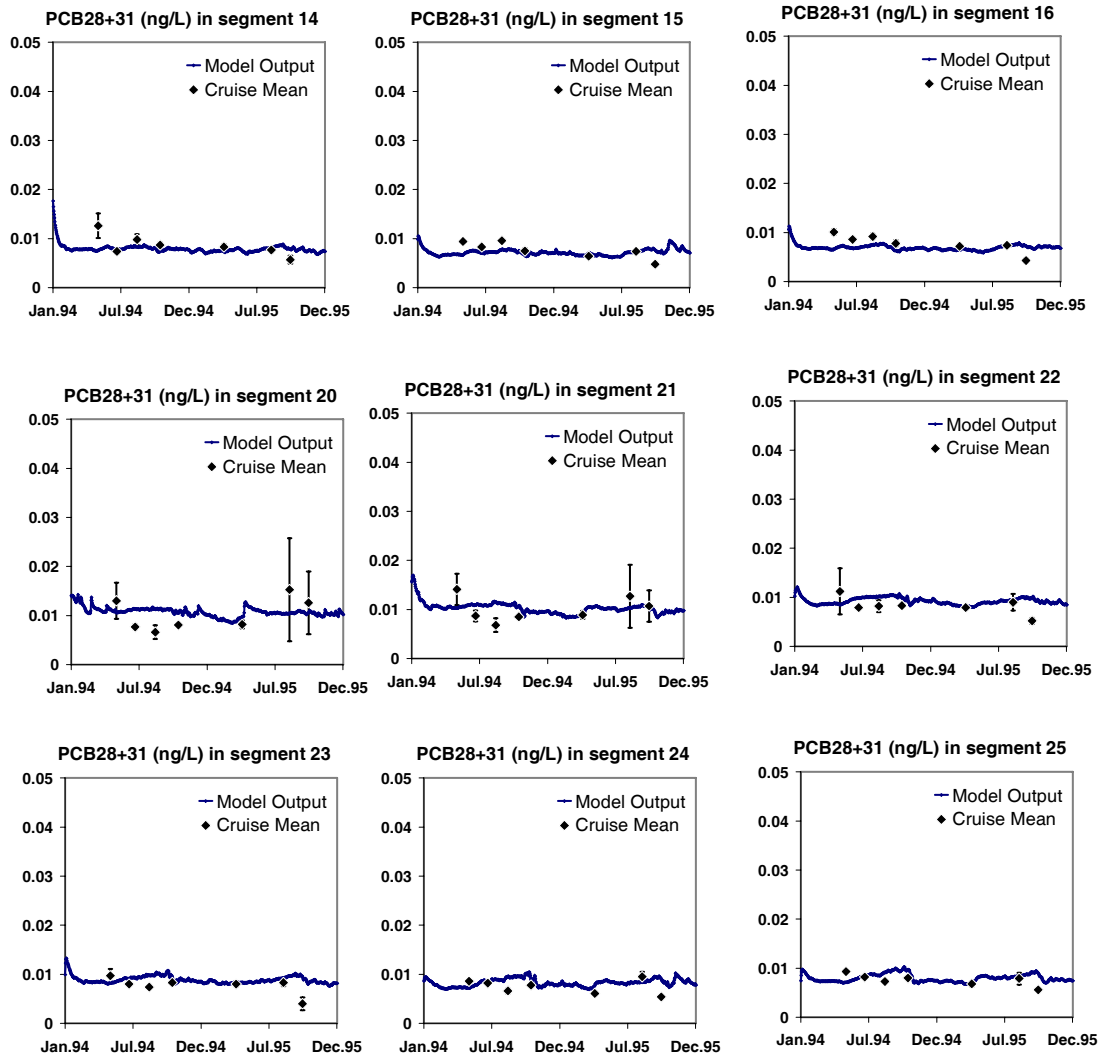 PCB28+31 (ng/L) in segment 14
0.05
0.04
0.03
0.02
0.01
0
Jan.94 Jul.94 Dec.94 Jul.95 Dec.95
Model Output
Cruise Mean
PCB28+31 (ng/L) in segment 15
0.05
0.04
0.03
0.02
0.01
0
Jan.94 Jul.94 Dec.94 Jul.95 Dec.95
Model Output
Cruise Mean
PCB28+31 (ng/L) in segment 16
0.05
0.04
0.03
0.02
0.01
0
Jan.94 Jul.94 Dec.94 Jul.95 Dec.95
Model Output
Cruise Mean
PCB28+31 (ng/L) in segment 20
0.05
0.04
0.03
0.02
0.01
0
Jan.94 Jul.94 Dec.94 Jul.95 Dec.95
Model Output
Cruise Mean
PCB28+31 (ng/L) in segment 21
0.05
0.04
0.03
0.02
0.01
0
Jan.94 Jul.94 Dec.94 Jul.95 Dec.95
Model Output
Cruise Mean
PCB28+31 (ng/L) in segment 22
0.05
0.04
0.03
0.02
0.01
0
Jan.94 Jul.94 Dec.94 Jul.95 Dec.95
Model Output
Cruise Mean
PCB28+31 (ng/L) in segment 23
0.05
0.04
0.03
0.02
0.01
0
Jan.94 Jul.94 Dec.94 Jul.95 Dec.95
Model Output
Cruise Mean
PCB28+31 (ng/L) in segment 24
0.05
0.04
0.03
0.02
0.01
0
Jan.94 Jul.94 Dec.94 Jul.95 Dec.95
Model Output
Cruise Mean
PCB28+31 (ng/L) in segment 25
0.05
0.04
0.03
0.02
0.01
0
Jan.94 Jul.94 Dec.94 Jul.95 Dec.95
Model Output
Cruise Mean